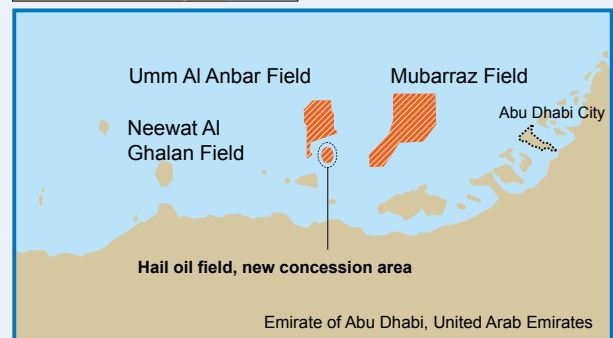 Umm Al Anbar Field
Mubarraz Field
Abu Dhabi City
Neewat Al
Ghalan Field
Hail oil field, new concession area
Emirate of Abu Dhabi, United Arab Emirates